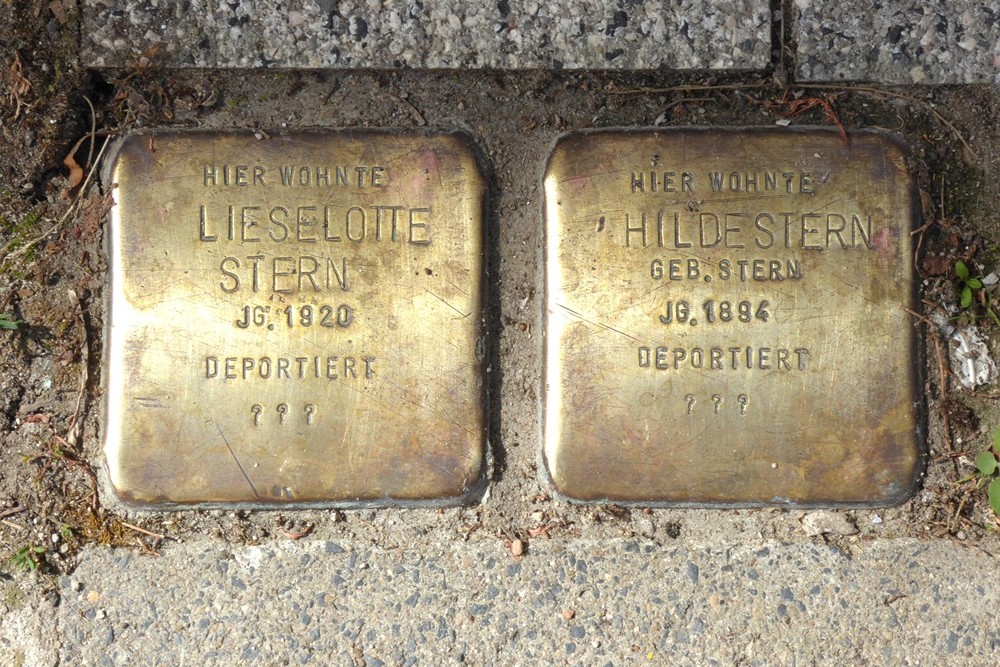 HIER WOHNTE
LIESELOTTE
STERN
JG. 1920
DEPORTIERT
???
HIER WOHNTE
HILDE STERN
GEB. STERN
JG. 1894
DEPORTIERT
???